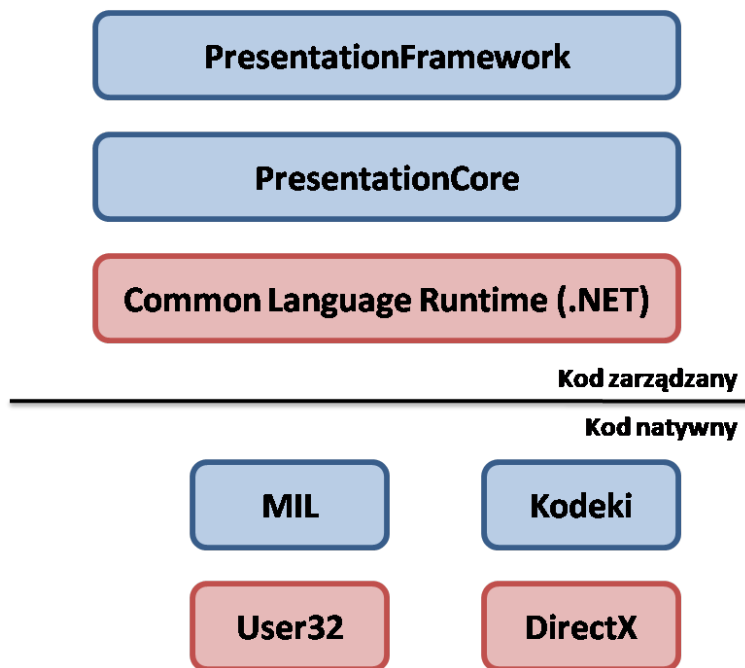 PresentationFramework
PresentationCore
Common Language Runtime (.NET)
Kod zarządzany
Kod natywny
MIL
Kodeki
User32
DirectX